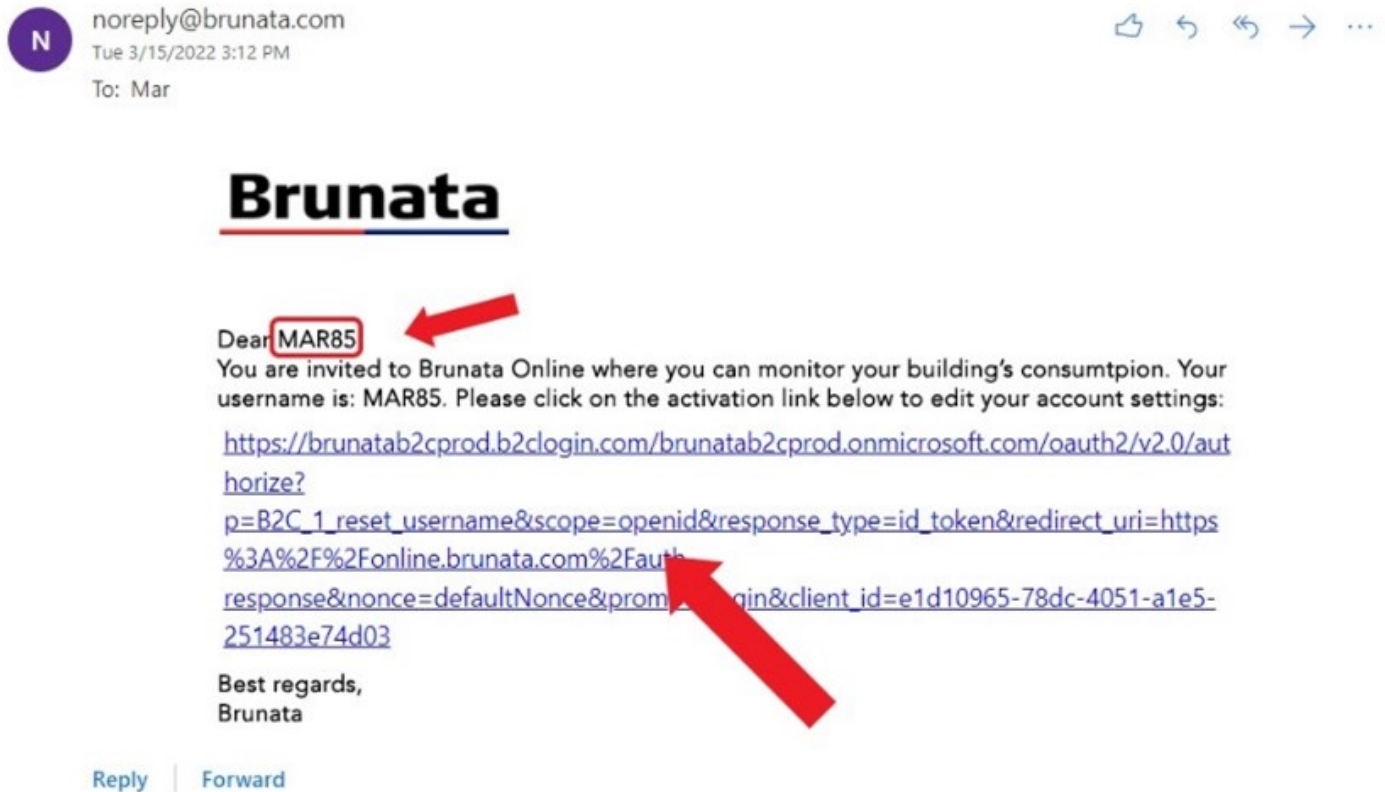 N
noreply@brunata.com
Tue 3/15/2022 3:12 PM
To: Mar
Brunata
Dear MAR85
You are invited to Brunata Online where you can monitor your building's consumtpion. Your
username is: MAR85. Please click on the activation link below to edit your account settings:
https://brunatab2cprod.b2clogin.com/brunatab2cprod.onmicrosoft.com/oauth2/v2.0/aut
horize?
p=B2C_1_reset_username&scope=openid&response_type=id_token&redirect_uri=https
%3A%2F%2Fonline.brunata.com%2Fauth-
response&nonce=defaultNonce&prom gin&client_id=e1d10965-78dc-4051-a1e5-
251483e74d03
Best regards,
Brunata
Reply
Forward